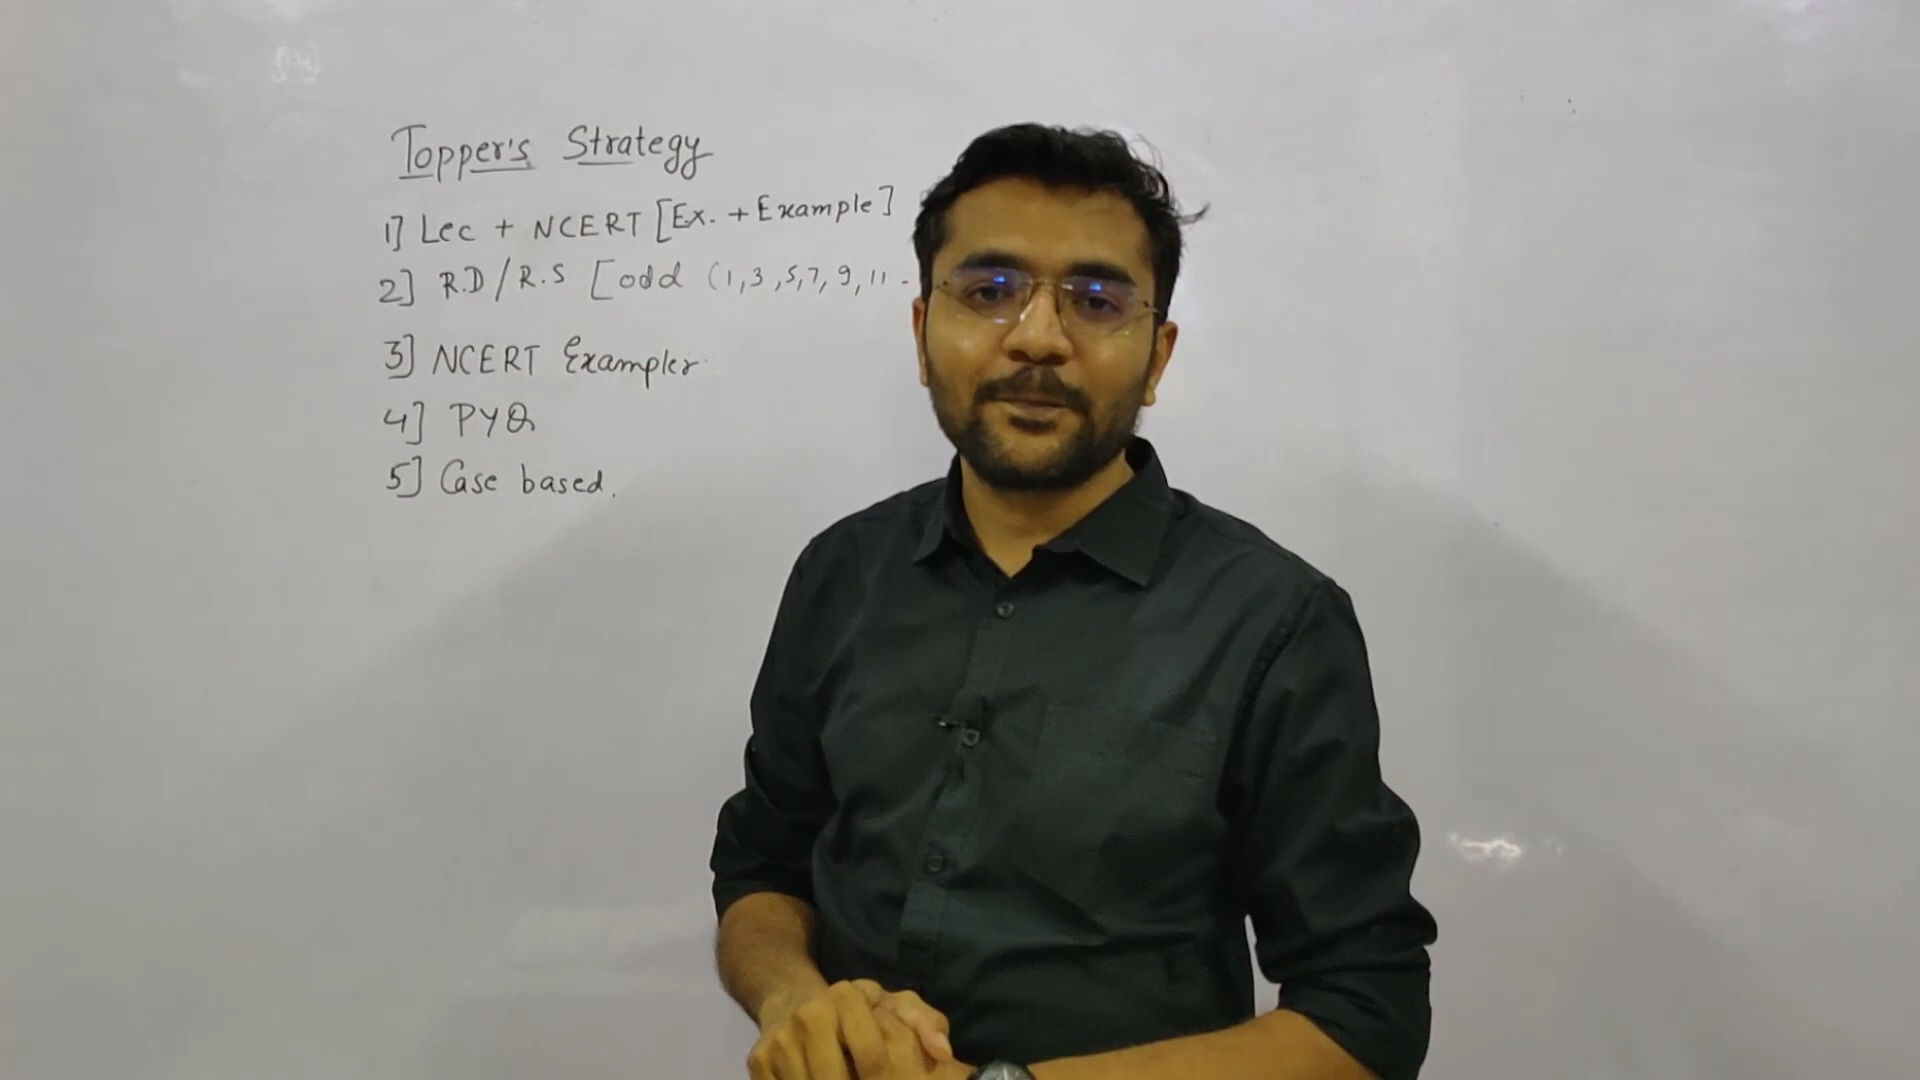 Topper's Strategy
1] Lec + NCERT [Ex. + Example]
2] R.D/R.S [odd (1,3,5,7,9,11 -
3] NCERT Exampler
4] PYQ
5] Case based.